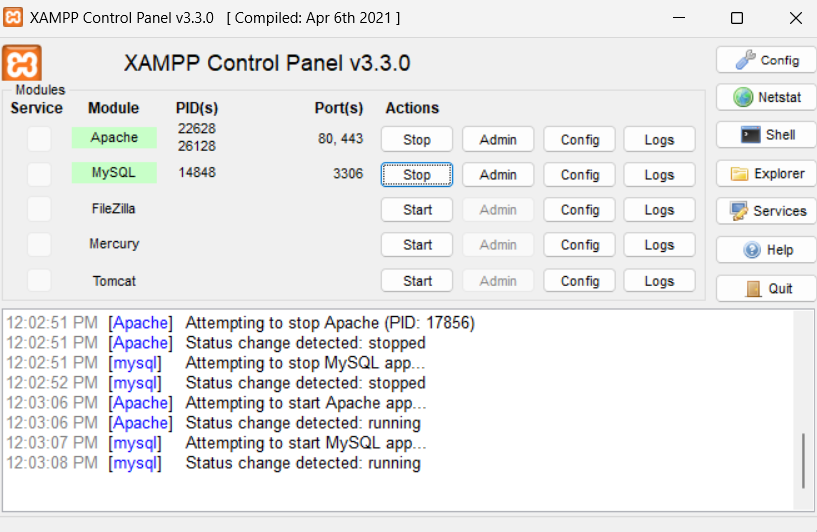 XAMPP Control Panel v3.3.0 [ Compiled: Apr 6th 2021 ]
XAMPP Control Panel v3.3.0
Config
Modules
Service Module PID(s) Port(s) Actions
Netstat
Apache 22628 26128 80, 443 Stop Admin Config Logs
Shell
MySQL 14848 3306 Stop Admin Config Logs
Explorer
FileZilla Start Admin Config Logs
Services
Mercury Start Admin Config Logs
Help
Tomcat Start Admin Config Logs
Quit
12:02:51 PM [Apache] Attempting to stop Apache (PID: 17856)
12:02:51 PM [Apache] Status change detected: stopped
12:02:51 PM [mysql] Attempting to stop MySQL app...
12:02:52 PM [mysql] Status change detected: stopped
12:03:06 PM [Apache] Attempting to start Apache app...
12:03:06 PM [Apache] Status change detected: running
12:03:07 PM [mysql] Attempting to start MySQL app...
12:03:08 PM [mysql] Status change detected: running